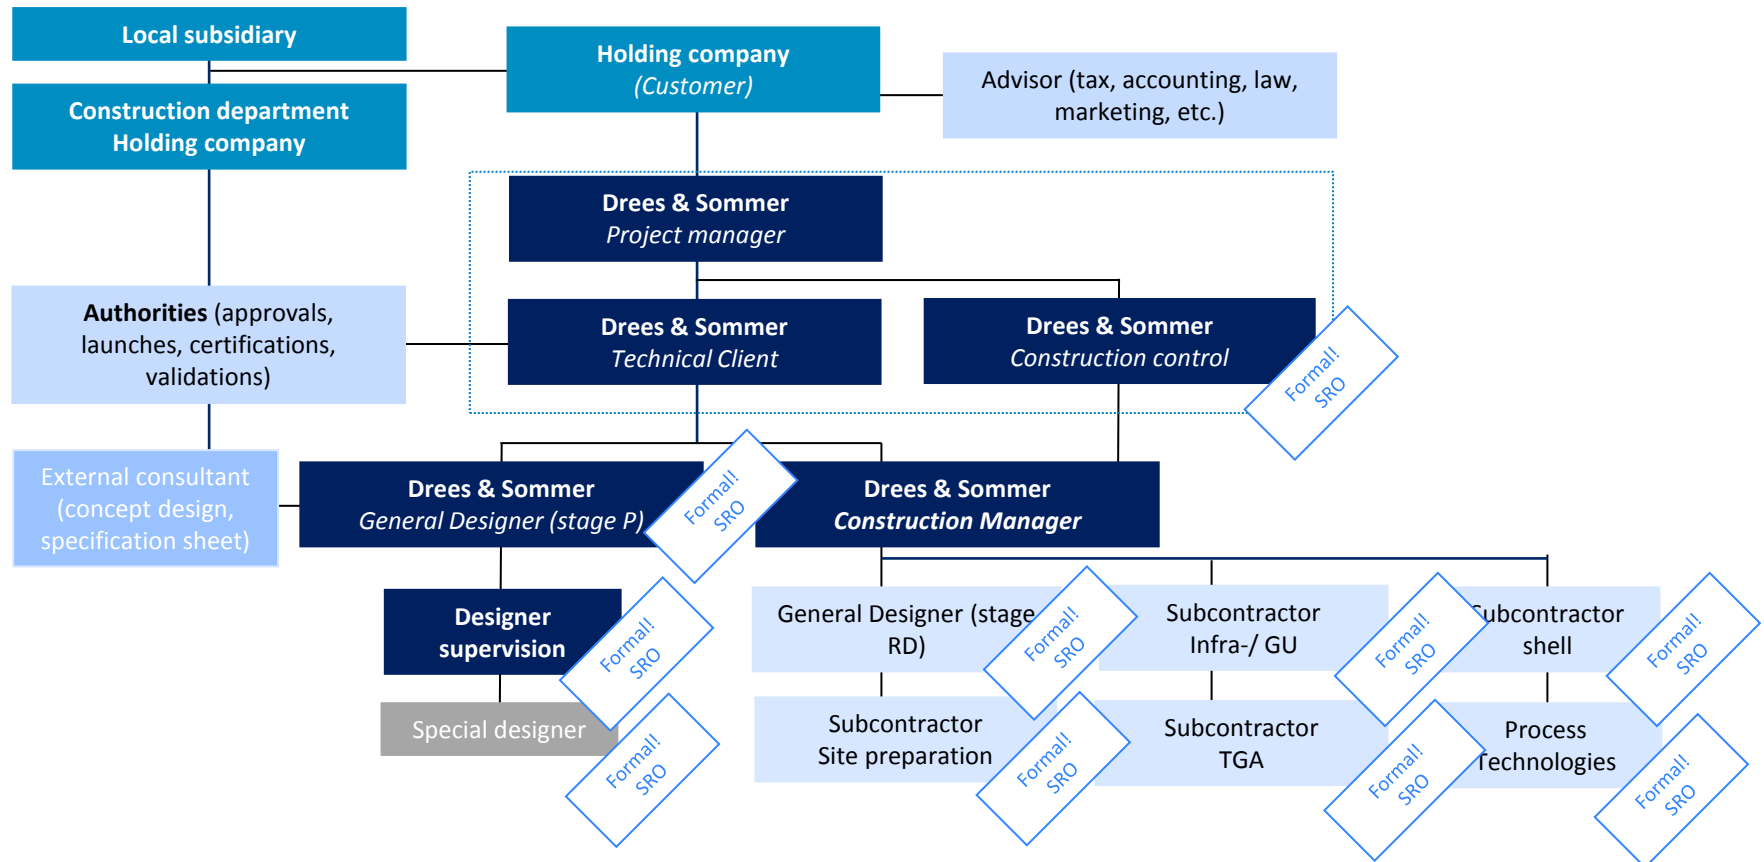 Local subsidiary
Holding company
(Customer)
Advisor (tax, accounting, law,
marketing, etc.)
Construction department
Holding company
Drees & Sommer
Project manager
Authorities (approvals,
launches, certifications,
validations)
Drees & Sommer
Technical Client
Drees & Sommer
Construction control
Formal!
SRO
External consultant
(concept design,
specification sheet)
Drees & Sommer
General Designer (stage P)
Formal!
SRO
Drees & Sommer
Construction Manager
Designer
supervision
Formal!
SRO
General Designer (stage
RD)
Formal!
SRO
Subcontractor
Infra-/ GU
Formal!
SRO
Subcontractor
shell
Formal!
SRO
Special designer
Formal!
SRO
Subcontractor
Site preparation
Formal!
SRO
Subcontractor
TGA
Formal!
SRO
Process
Technologies
Formal!
SRO